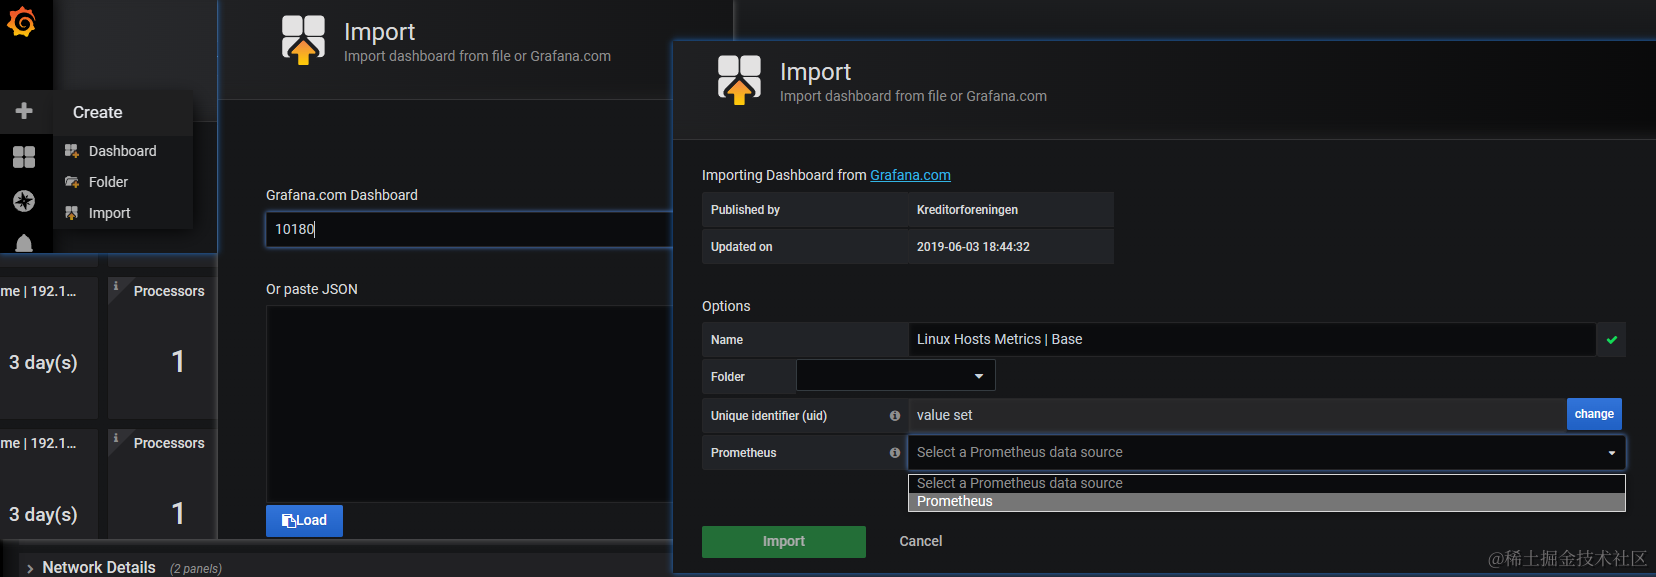 Create
Dashboard
Folder
Import
me | 192.1...
Processors
3 day(s)
1
me | 192.1...
Processors
3 day(s)
1
Network Details (2 panels)
Import
Import dashboard from file or Grafana.com
Grafana.com Dashboard
10180
Or paste JSON
Load
Import
Import dashboard from file or Grafana.com
Importing Dashboard from Grafana.com
Published by Kreditorforeningen
Updated on 2019-06-03 18:44:32
Options
Name Linux Hosts Metrics | Base
Folder
Unique identifier (uid) value set change
Prometheus Select a Prometheus data source
Select a Prometheus data source
Prometheus
Import Cancel
@稀土掘金技术社区